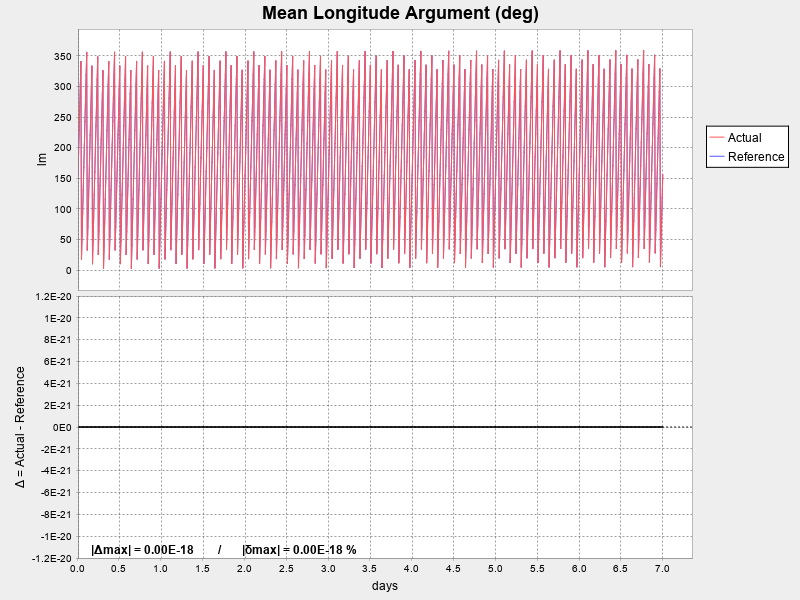 Mean Longitude Argument (deg)
lm
350
300
250
200
150
100
50
0
Actual
Reference
Δ = Actual - Reference
1.2E-20
1E-20
8E-21
6E-21
4E-21
2E-21
0E0
-2E-21
-4E-21
-6E-21
-8E-21
-1E-20
-1.2E-20
|Δmax| = 0.00E-18 / |δmax| = 0.00E-18 %
0.0 0.5 1.0 1.5 2.0 2.5 3.0 3.5 4.0 4.5 5.0 5.5 6.0 6.5 7.0
days